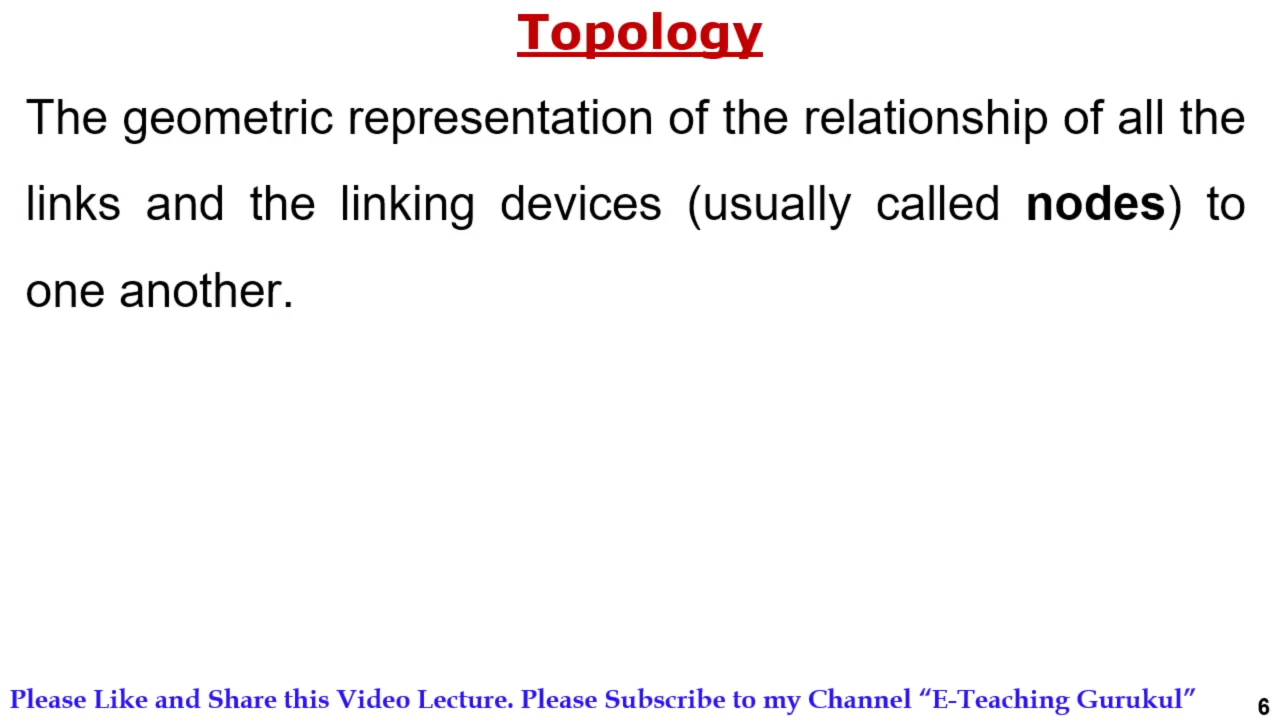 Topology
The geometric representation of the relationship of all the
links and the linking devices (usually called nodes) to
one another.
Please Like and Share this Video Lecture. Please Subscribe to my Channel “E-Teaching Gurukul”
6